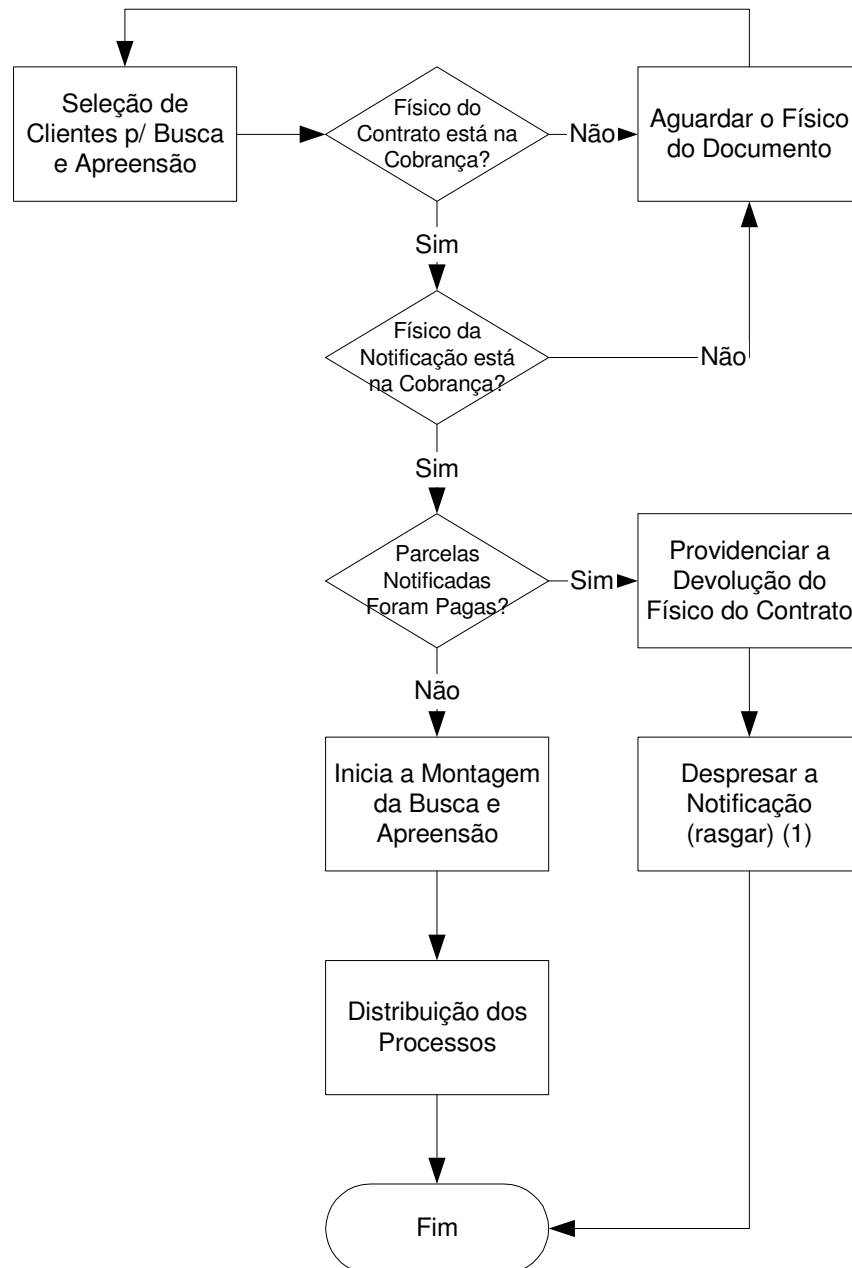 Seleção de
Clientes p/ Busca
e Apreensão
Físico do
Contrato está na
Cobrança?
Não
Aguardar o Físico
do Documento
Sim
Físico da
Notificação está
na Cobrança?
Não
Sim
Parcelas
Notificadas
Foram Pagas?
Sim
Providenciar a
Devolução do
Físico do Contrato
Não
Inicia a Montagem
da Busca e
Apreensão
Despresar a
Notificação
(rasgar) (1)
Distribuição dos
Processos
Fim